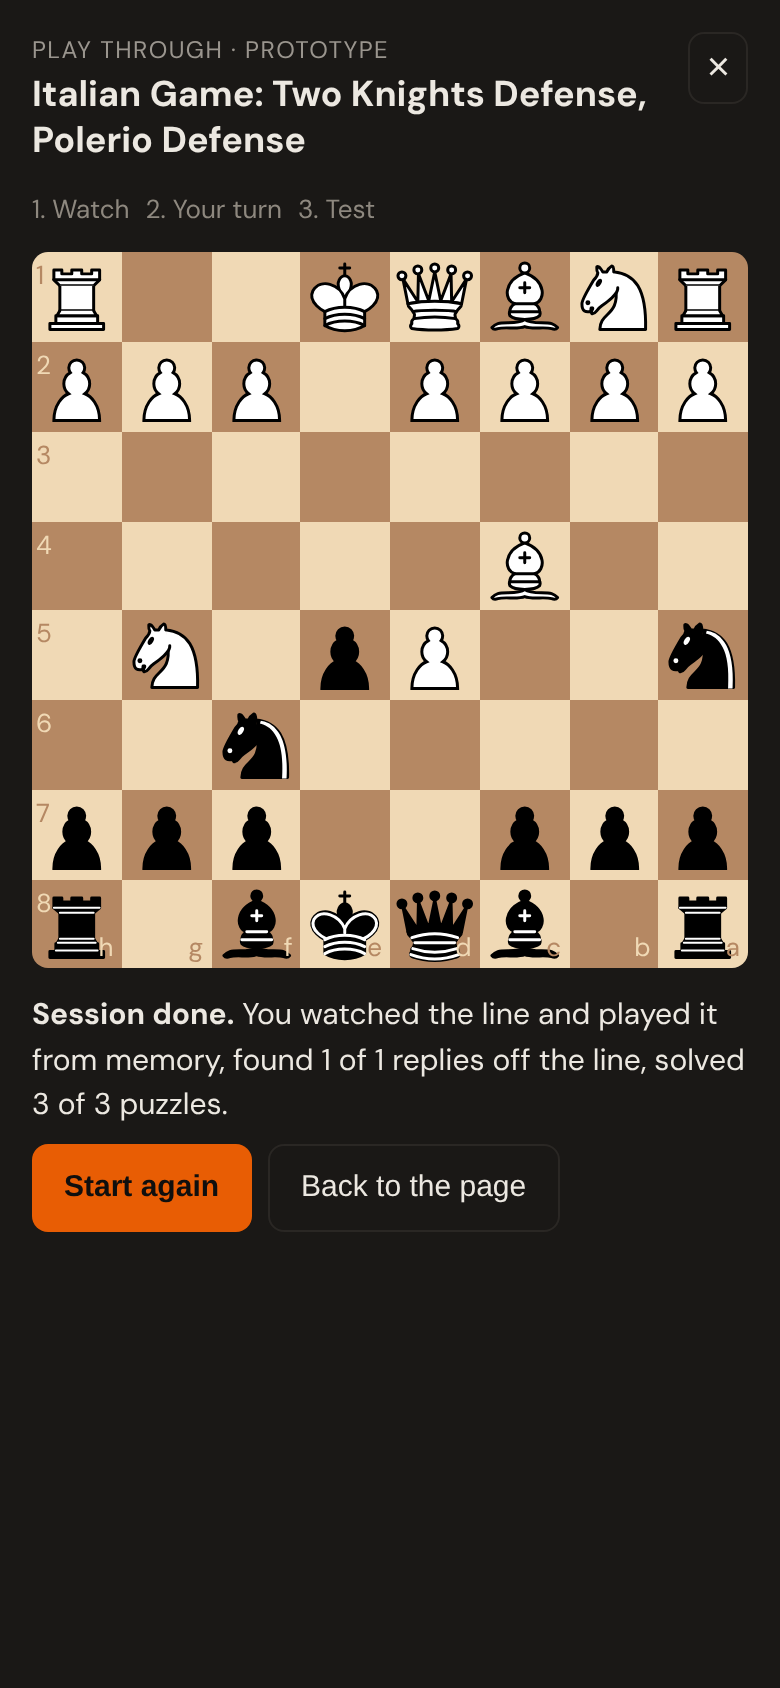 PLAY THROUGH · PROTOTYPE
×
Italian Game: Two Knights Defense,
Polerio Defense
1. Watch 2. Your turn 3. Test
1
2
3
4
5
6
7
8
h g f e d c b a
Session done. You watched the line and played it
from memory, found 1 of 1 replies off the line, solved
3 of 3 puzzles.
Start again Back to the page